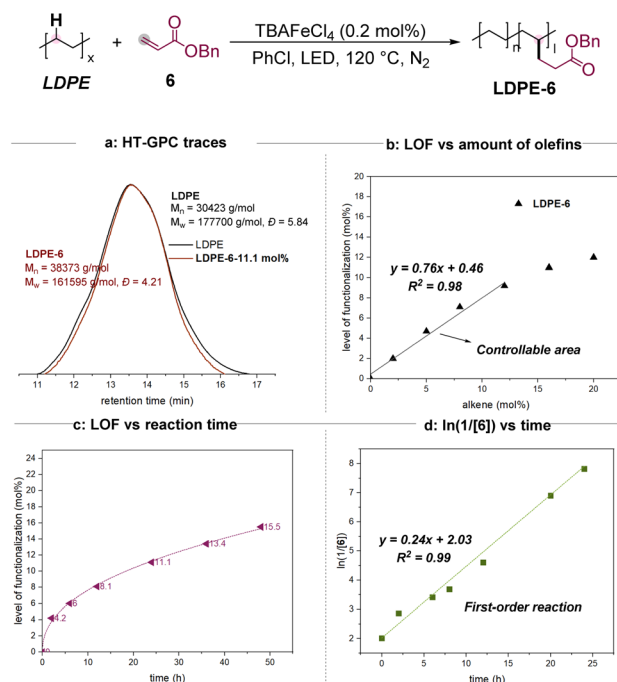 H
x
LDPE
+
O
OBn
6
TBAFeCl4 (0.2 mol%)
PhCl, LED, 120 °C, N2
n
l
OBn
O
LDPE-6
a: HT-GPC traces
LDPE
Mn = 30423 g/mol
Mw = 177700 g/mol, Đ = 5.84
LDPE
LDPE-6-11.1 mol%
LDPE-6
Mn = 38373 g/mol
Mw = 161595 g/mol, Đ = 4.21
11 12 13 14 15 16 17
retention time (min)
b: LOF vs amount of olefins
level of functionalization (mol%)
20
18
16
14
12
10
8
6
4
2
0
LDPE-6
y = 0.76x + 0.46
R2 = 0.98
Controllable area
0 5 10 15 20
alkene (mol%)
c: LOF vs reaction time
level of functionalization (mol%)
24
22
20
18
16
14
12
10
8
6
4
2
0
0
4.2
6
8.1
11.1
13.4
15.5
0 10 20 30 40 50
time (h)
d: ln(1/[6]) vs time
ln(1/[6])
8
7
6
5
4
3
2
y = 0.24x + 2.03
R2 = 0.99
First-order reaction
0 5 10 15 20 25
time (h)